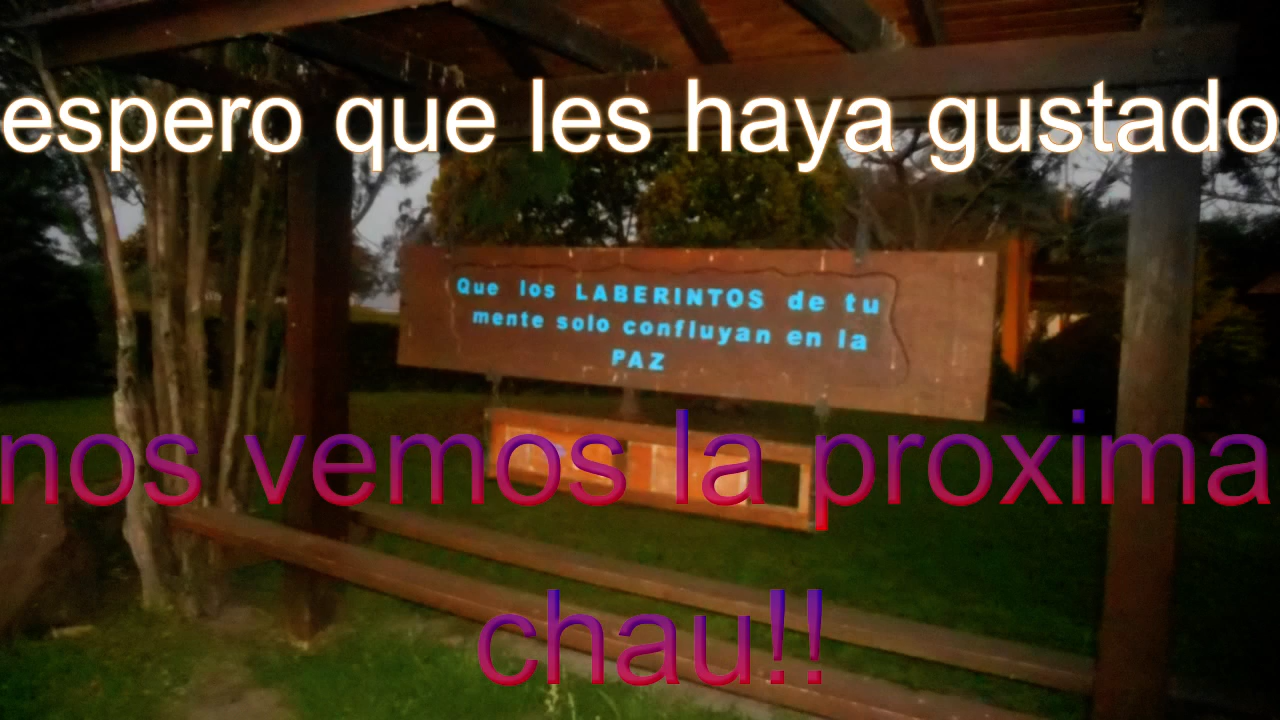 espero que les haya gustado
Que los LABERINTOS de tu
mente solo confluyan en la
PAZ
nos vemos la proxima
chau!!